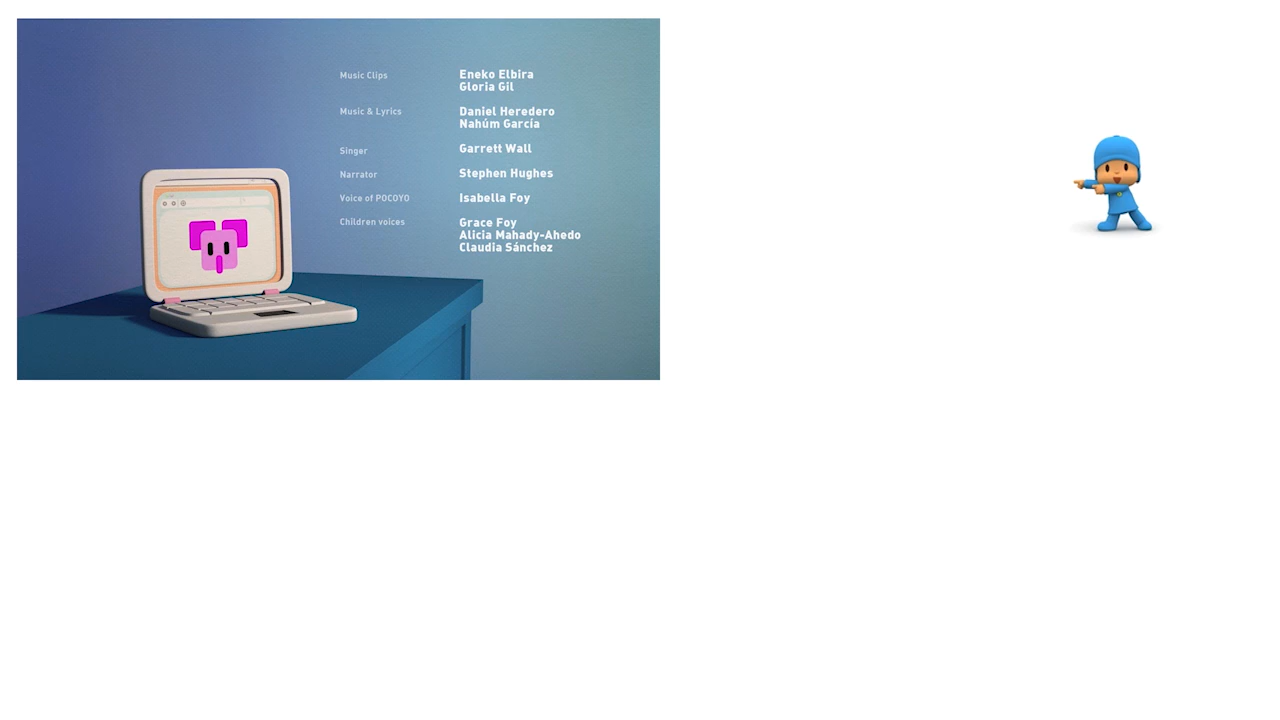 Music Clips Eneko Elbira
Gloria Gil
Music & Lyrics Daniel Heredero
Nahúm García
Singer Garrett Wall
Narrator Stephen Hughes
Voice of POCOYO Isabella Foy
Children voices Grace Foy
Alicia Mahady-Ahedo
Claudia Sánchez